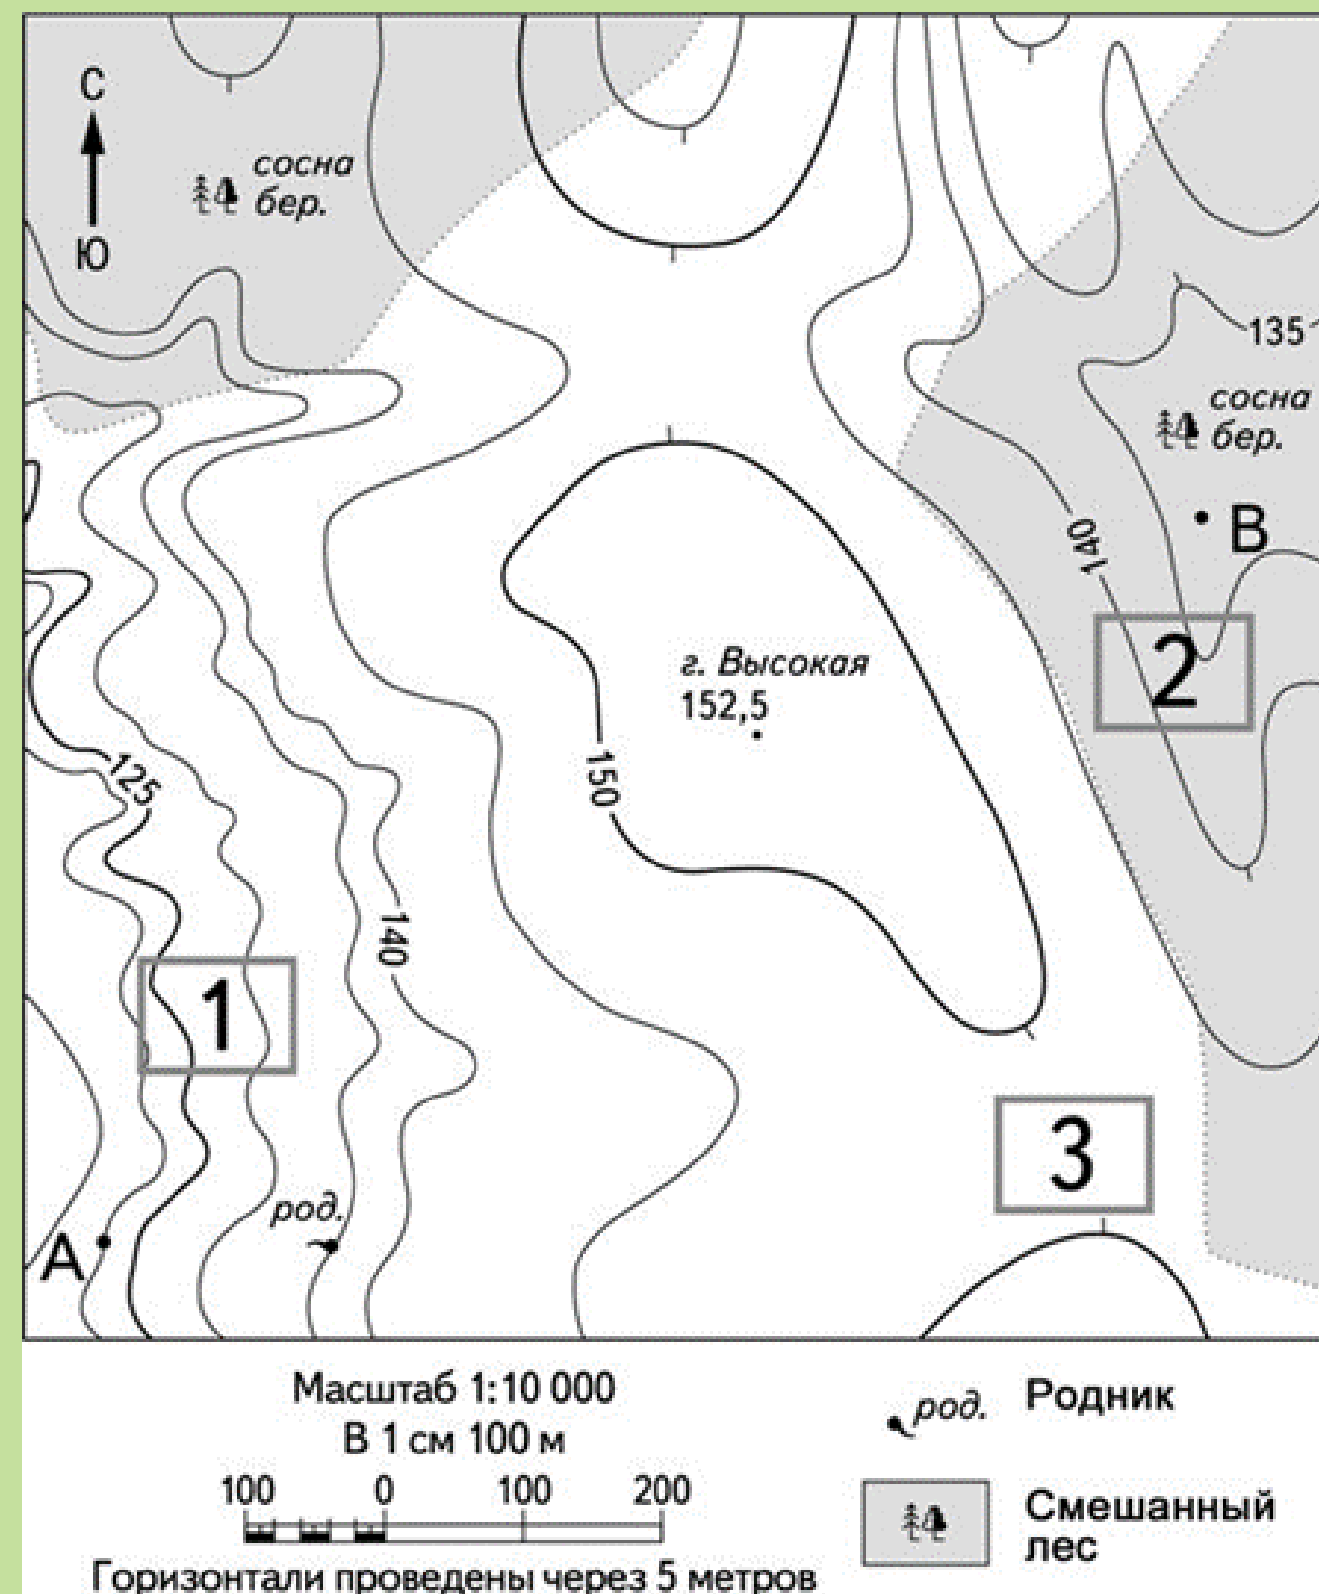 С
Ю
сосна
бер.
135
сосна
бер.
В
140
2
г. Высокая
152,5
150
125
140
1
3
род.
А
Масштаб 1:10 000
В 1 см 100 м
100 0 100 200
Горизонтали проведены через 5 метров
род. Родник
Смешанный
лес